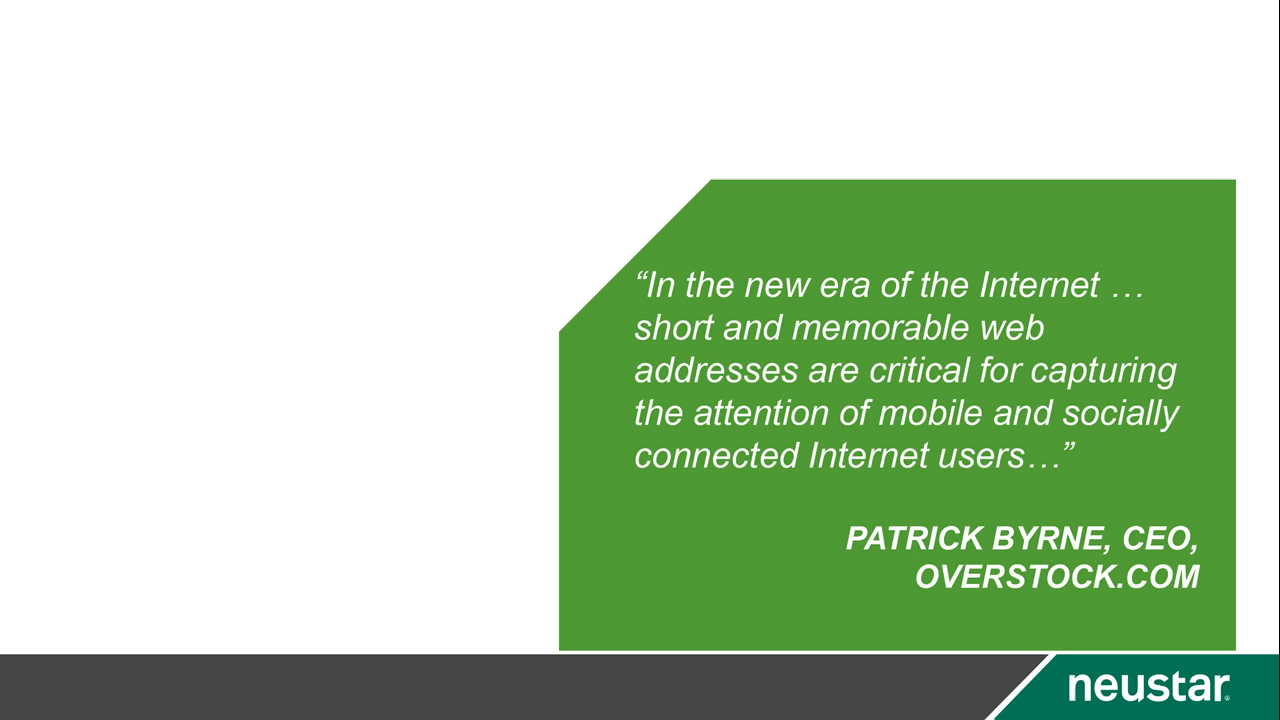 “In the new era of the Internet …
short and memorable web
addresses are critical for capturing
the attention of mobile and socially
connected Internet users…”
PATRICK BYRNE, CEO,
OVERSTOCK.COM
neustar®